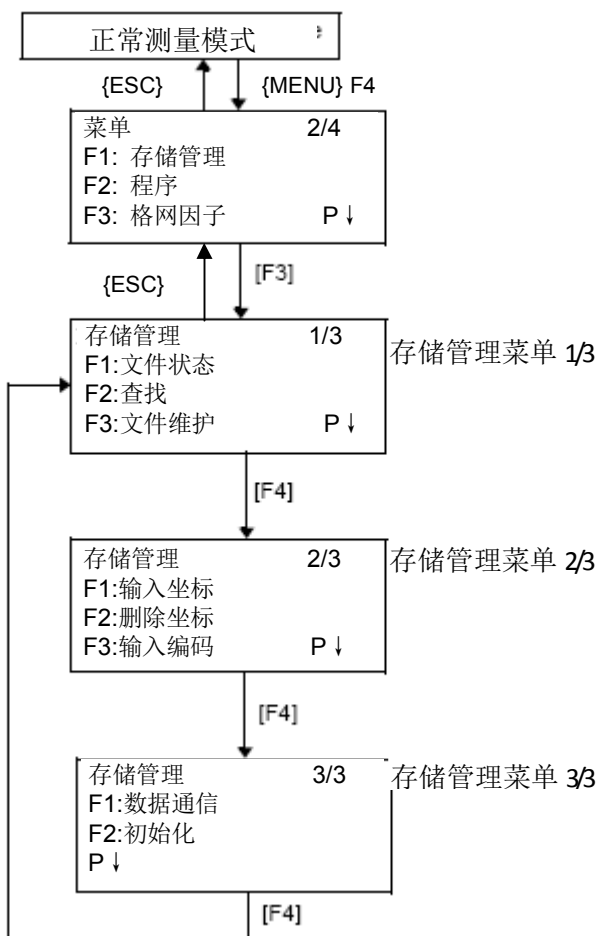 正常测量模式
{ESC} {MENU} F4
菜单 2/4
F1: 存储管理
F2: 程序
F3: 格网因子 P↓
{ESC} [F3]
存储管理 1/3
F1:文件状态
F2:查找
F3:文件维护 P↓
存储管理菜单 1/3
[F4]
存储管理 2/3
F1:输入坐标
F2:删除坐标
F3:输入编码 P↓
存储管理菜单 2/3
[F4]
存储管理 3/3
F1:数据通信
F2:初始化
P↓
存储管理菜单 3/3
[F4]